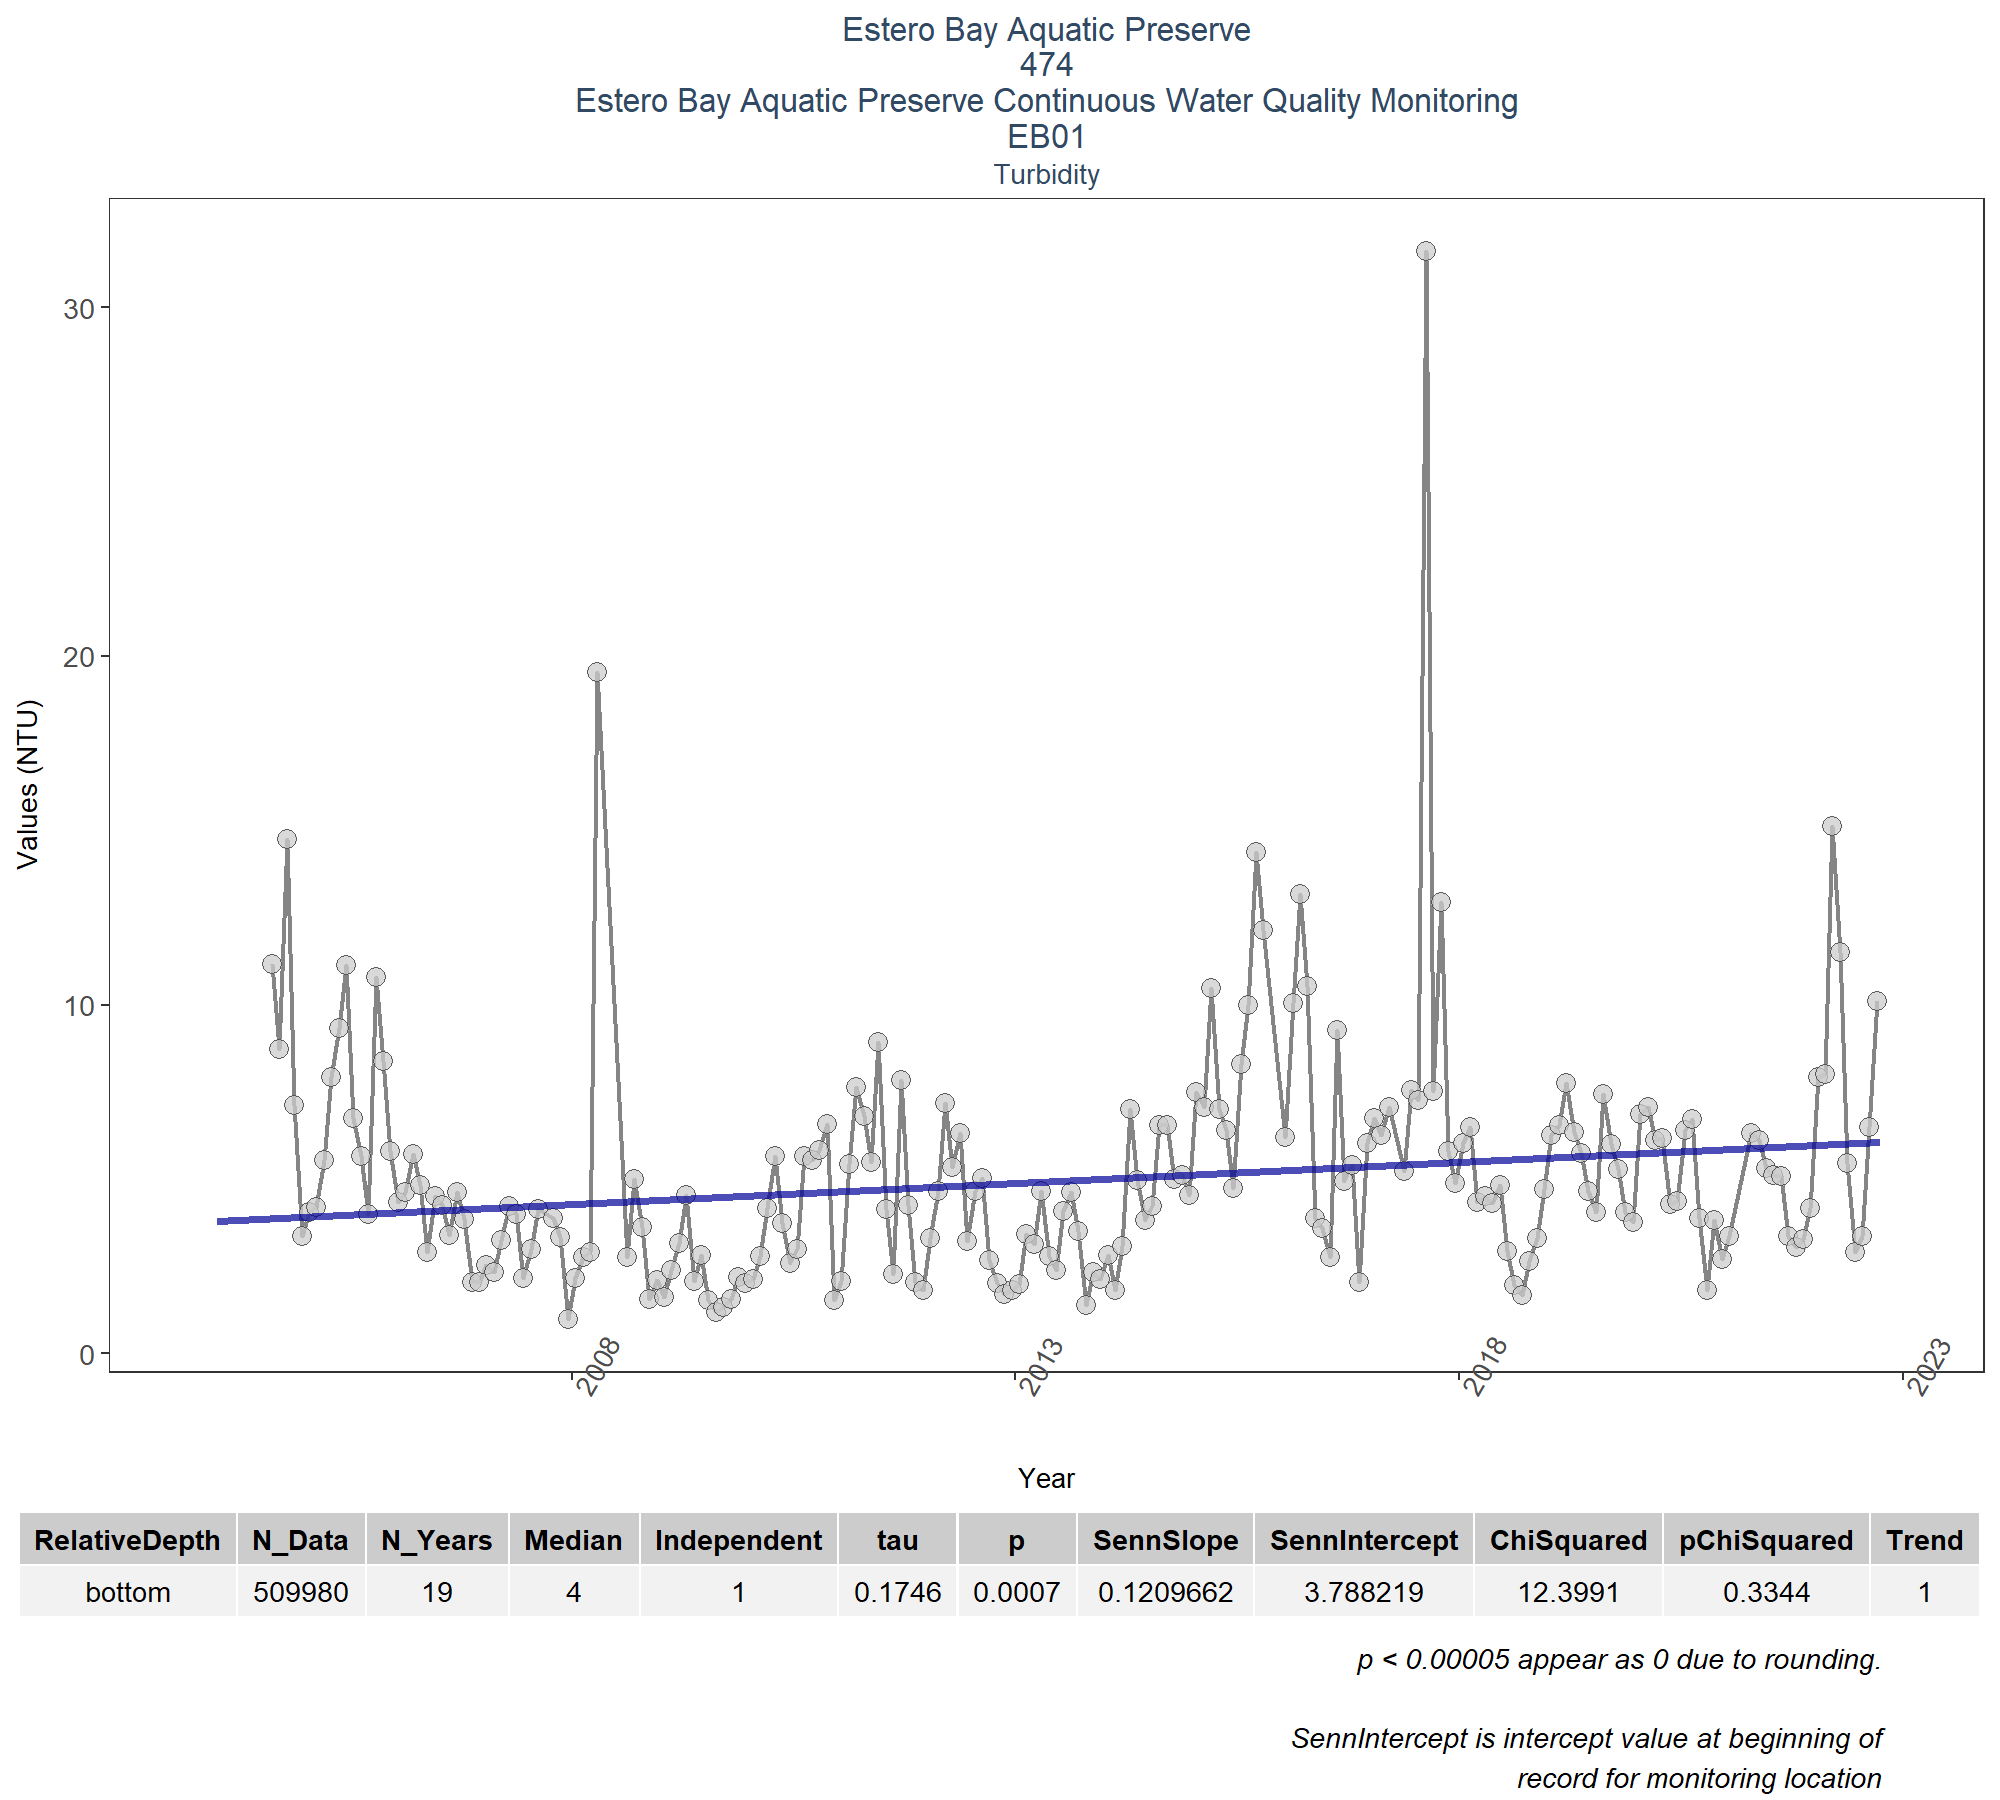 Estero Bay Aquatic Preserve
474
Estero Bay Aquatic Preserve Continuous Water Quality Monitoring
EB01
Turbidity
Values (NTU)
30
20
10
0
2008 2013 2018 2023
Year
RelativeDepth N_Data N_Years Median Independent tau p SennSlope SennIntercept ChiSquared pChiSquared Trend
bottom 509980 19 4 1 0.1746 0.0007 0.1209662 3.788219 12.3991 0.3344 1
p < 0.00005 appear as 0 due to rounding.
SennIntercept is intercept value at beginning of
record for monitoring location